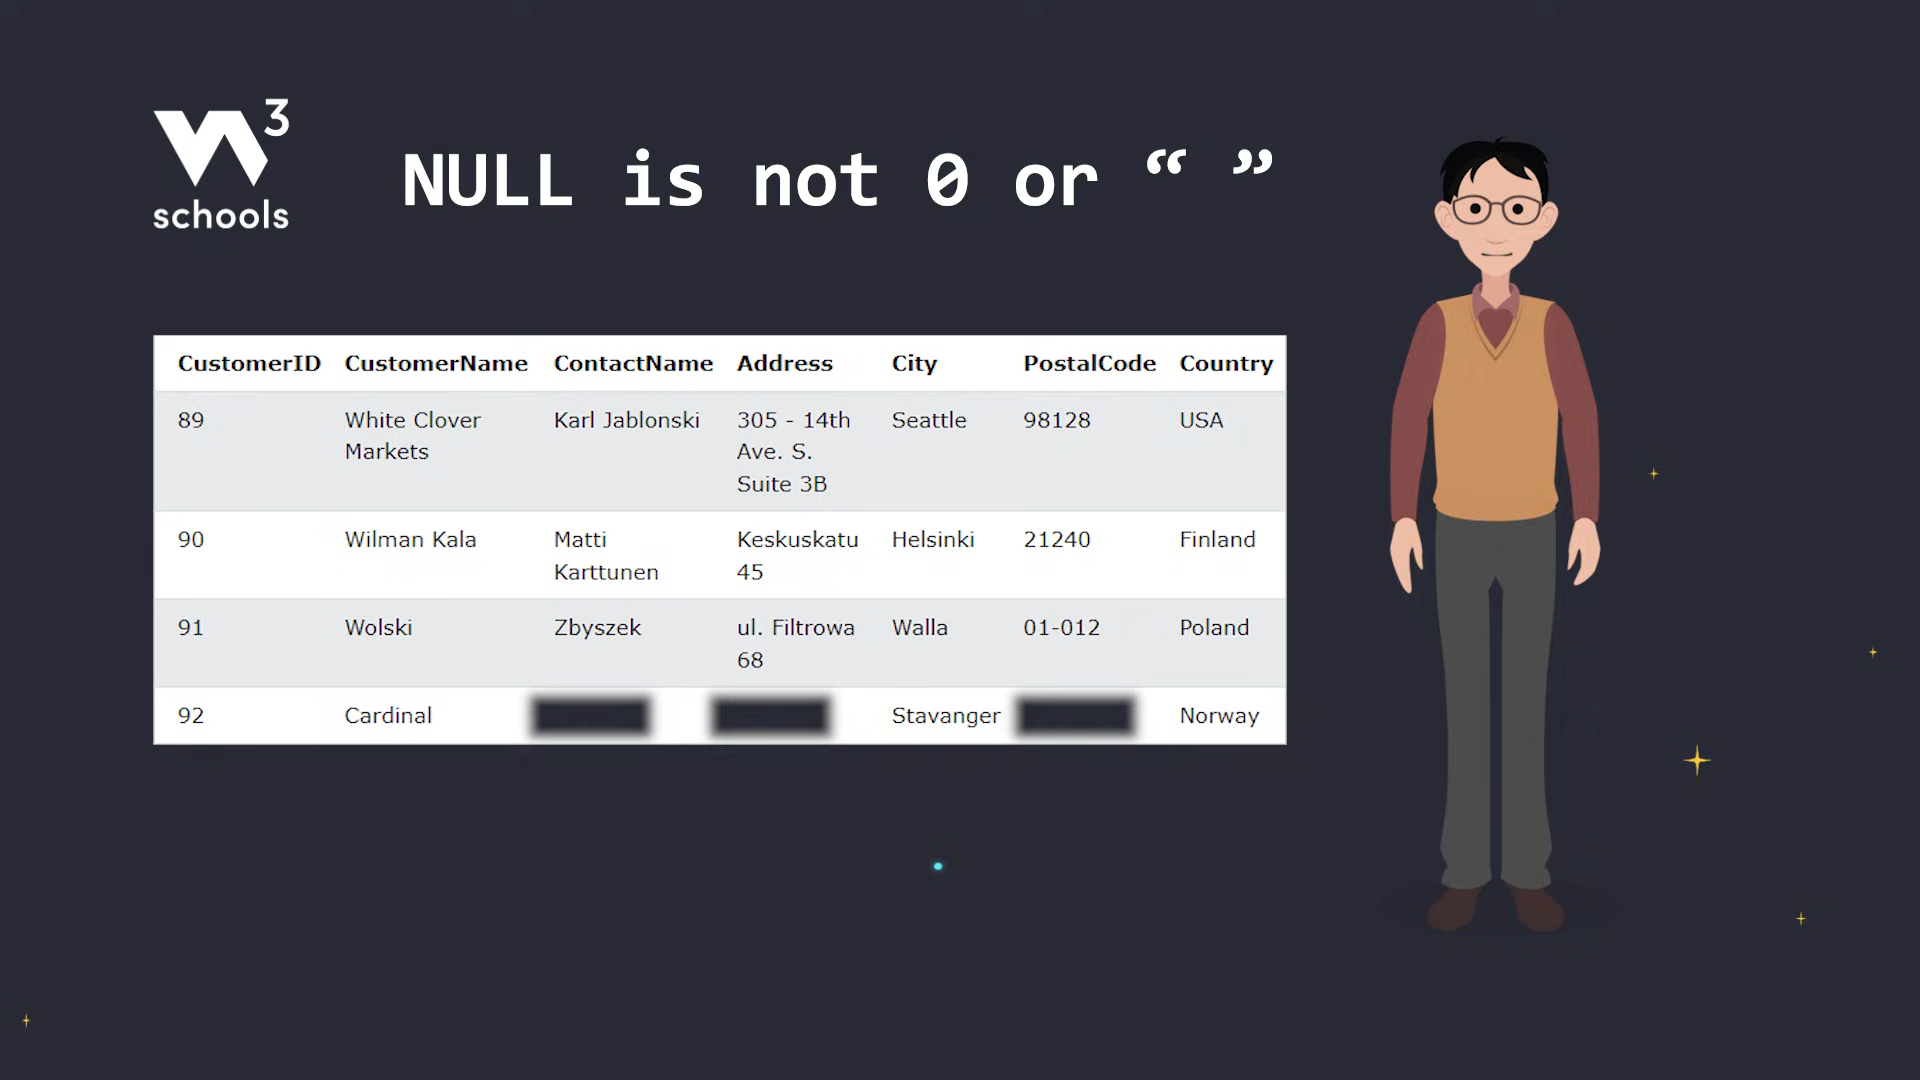 W3
schools
NULL is not 0 or “ ”
CustomerID CustomerName ContactName Address City PostalCode Country
89 White Clover Karl Jablonski 305 - 14th Seattle 98128 USA
Markets Ave. S.
Suite 3B
90 Wilman Kala Matti Keskuskatu Helsinki 21240 Finland
Karttunen 45
91 Wolski Zbyszek ul. Filtrowa Walla 01-012 Poland
68
92 Cardinal Stavanger Norway